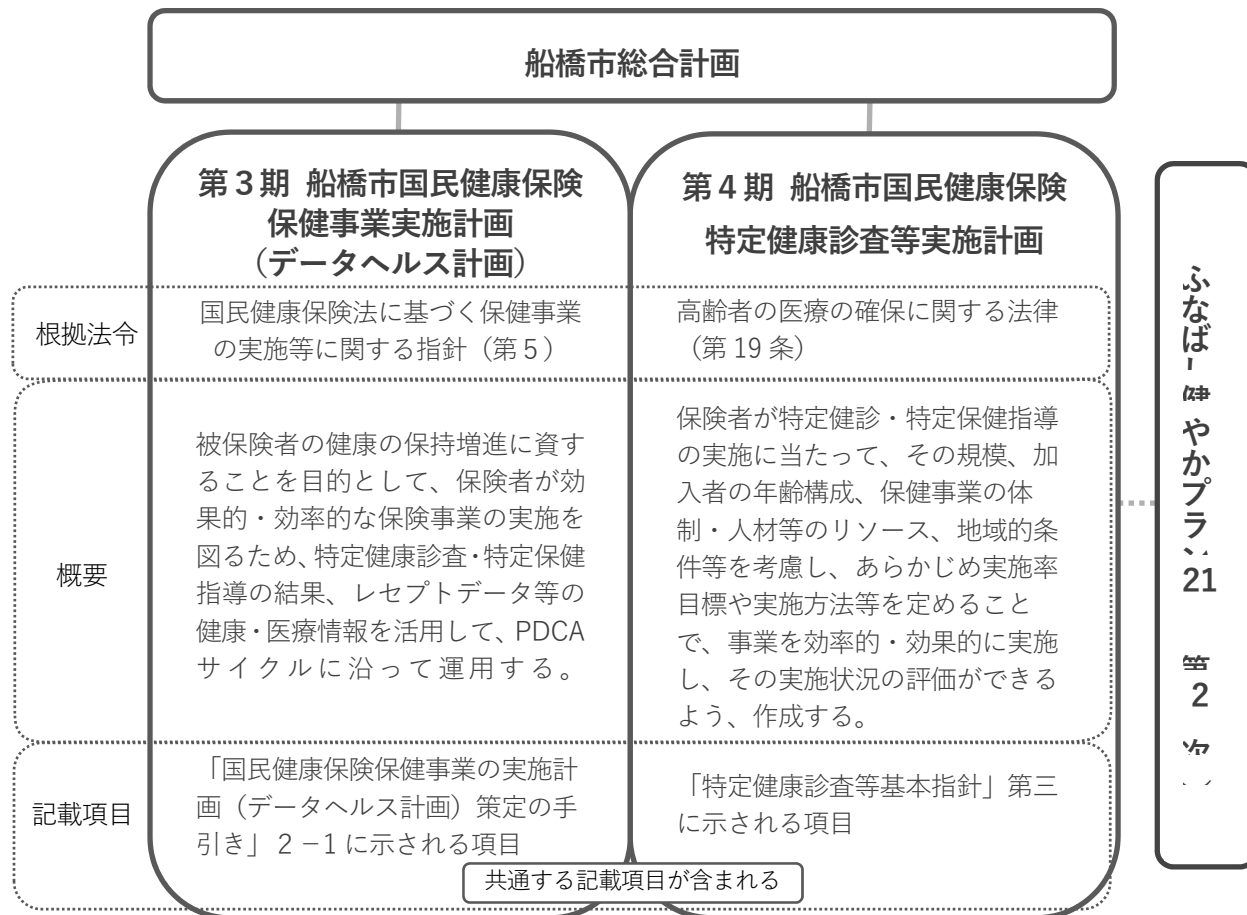 船橋市総合計画
第３期 船橋市国民健康保険
保健事業実施計画
（データヘルス計画）
第４期 船橋市国民健康保険
特定健康診査等実施計画
根拠法令
国民健康保険法に基づく保健事業
の実施等に関する指針（第５）
高齢者の医療の確保に関する法律
（第 19 条）
概要
被保険者の健康の保持増進に資す
ることを目的として、保険者が効
果的・効率的な保険事業の実施を
図るため、特定健康診査・特定保健
指導の結果、レセプトデータ等の
健康・医療情報を活用して、PDCA
サイクルに沿って運用する。
保険者が特定健診・特定保健指導
の実施に当たって、その規模、加
入者の年齢構成、保健事業の体
制・人材等のリソース、地域的条
件等を考慮し、あらかじめ実施率
目標や実施方法等を定めること
で、事業を効率的・効果的に実施
し、その実施状況の評価ができる
よう、作成する。
記載項目
「国民健康保険保健事業の実施計
画（データヘルス計画）策定の手
引き」２－１に示される項目
「特定健康診査等基本指針」第三
に示される項目
共通する記載項目が含まれる
ふなばし健やかプラン 21 第 2 次